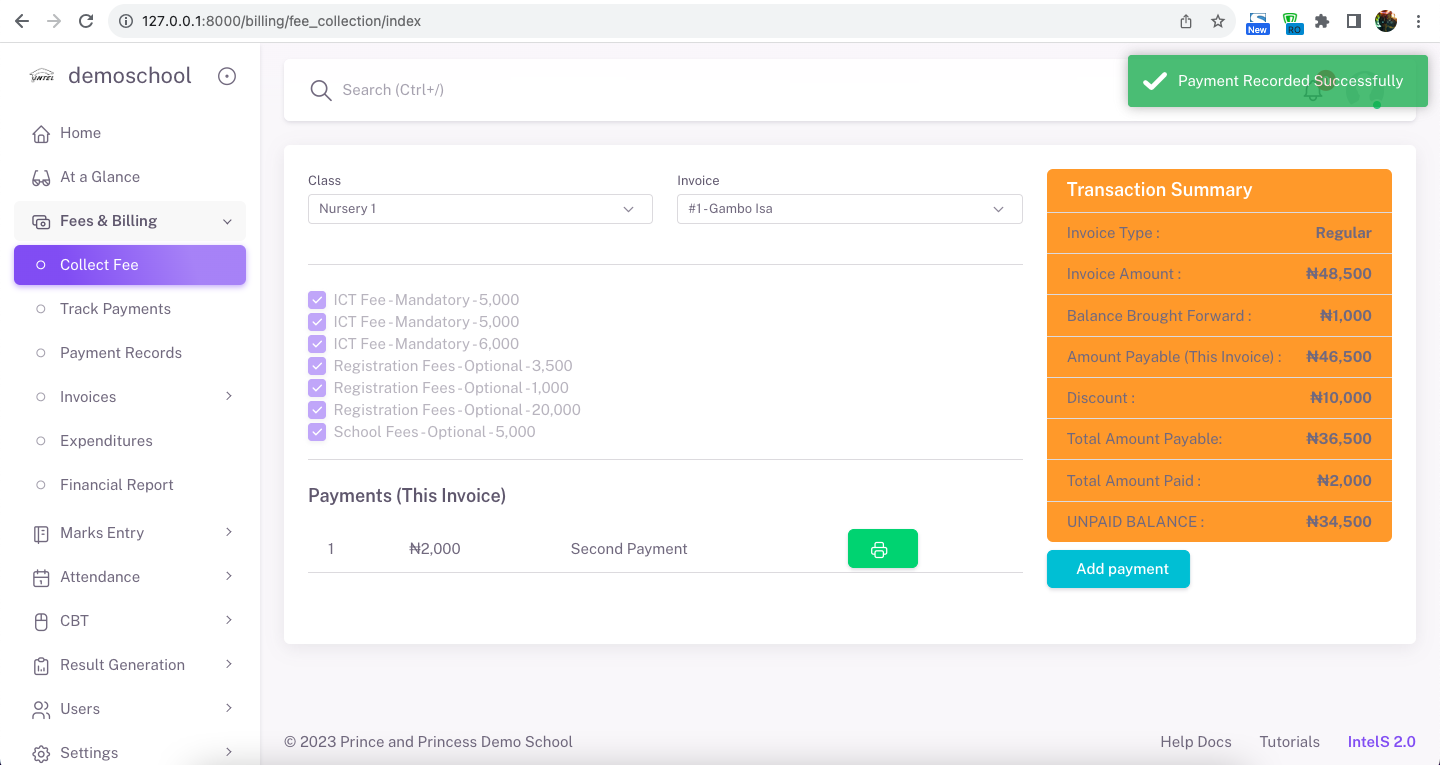 127.0.0.1:8000/billing/fee_collection/index
New
RO
demoschool
Search (Ctrl+/)
Payment Recorded Successfully
Home
At a Glance
Fees & Billing
Collect Fee
Track Payments
Payment Records
Invoices
Expenditures
Financial Report
Marks Entry
Attendance
CBT
Result Generation
Users
Settings
Class
Invoice
Nursery 1
#1 - Gambo Isa
ICT Fee - Mandatory - 5,000
ICT Fee - Mandatory - 5,000
ICT Fee - Mandatory - 6,000
Registration Fees - Optional - 3,500
Registration Fees - Optional - 1,000
Registration Fees - Optional - 20,000
School Fees - Optional - 5,000
Payments (This Invoice)
1 ₦2,000 Second Payment
Transaction Summary
Invoice Type : Regular
Invoice Amount : ₦48,500
Balance Brought Forward : ₦1,000
Amount Payable (This Invoice) : ₦46,500
Discount : ₦10,000
Total Amount Payable: ₦36,500
Total Amount Paid : ₦2,000
UNPAID BALANCE : ₦34,500
Add payment
© 2023 Prince and Princess Demo School
Help Docs Tutorials IntelS 2.0